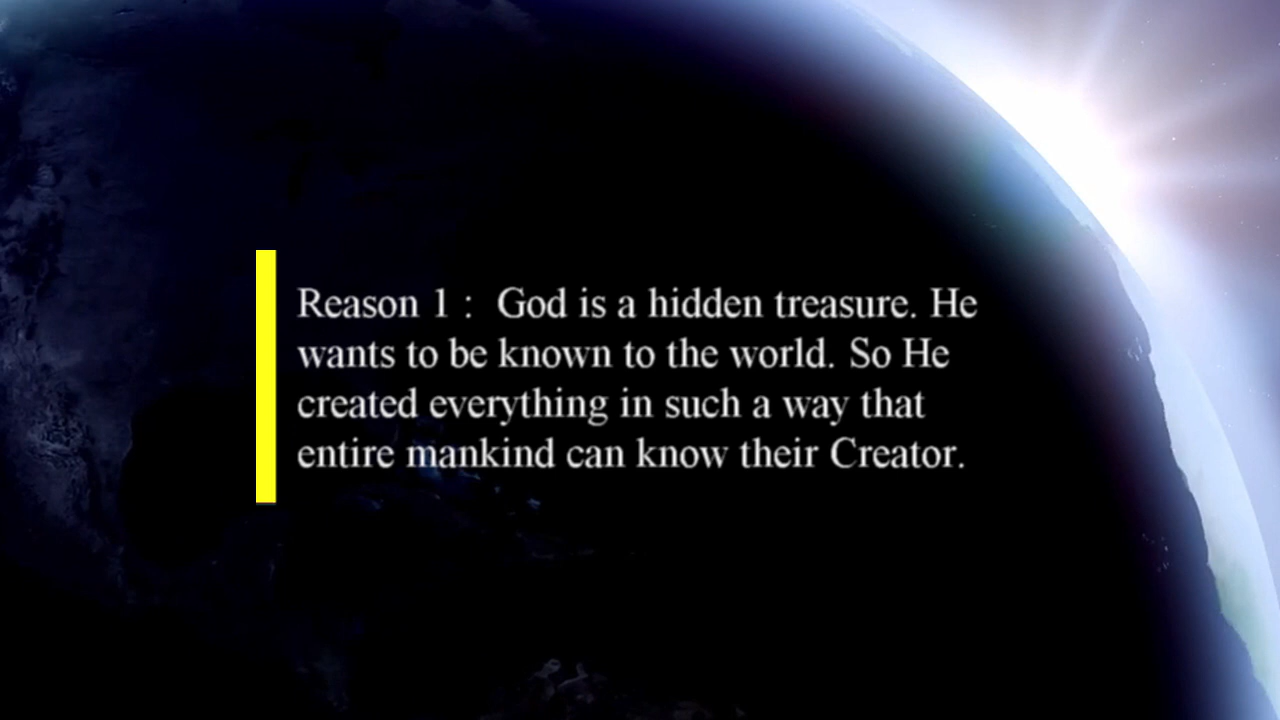 Reason 1 :  God is a hidden treasure. He
wants to be known to the world. So He
created everything in such a way that
entire mankind can know their Creator.